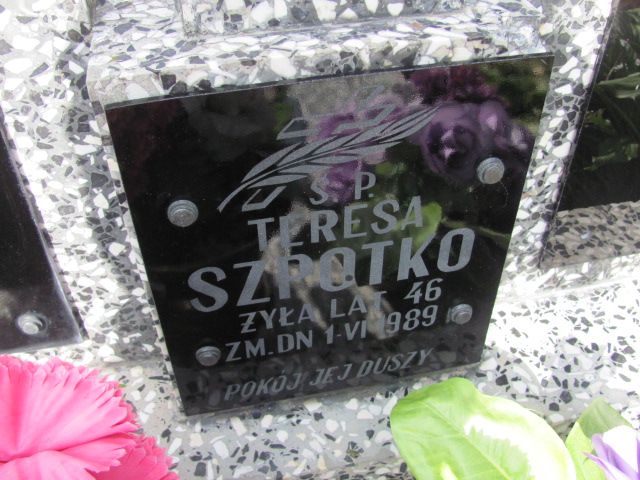 Ś. P.
TERESA
SZPOTKO
ŻYŁA LAT 46
ZM. DN 1-VI 1989
POKÓJ JEJ DUSZY